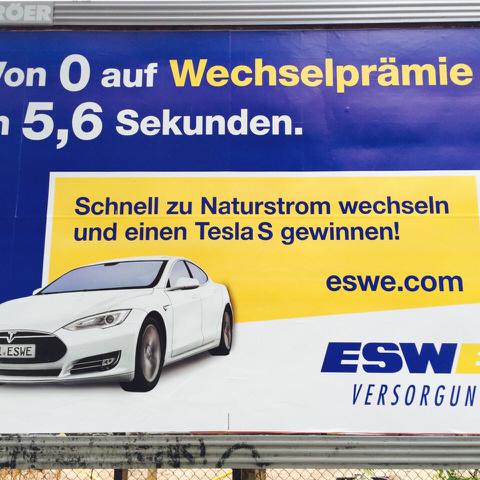 RÖER
Von 0 auf Wechselprämie
n 5,6 Sekunden.
Schnell zu Naturstrom wechseln
und einen Tesla S gewinnen!
eswe.com
ESWE
ESWE
VERSORGUN